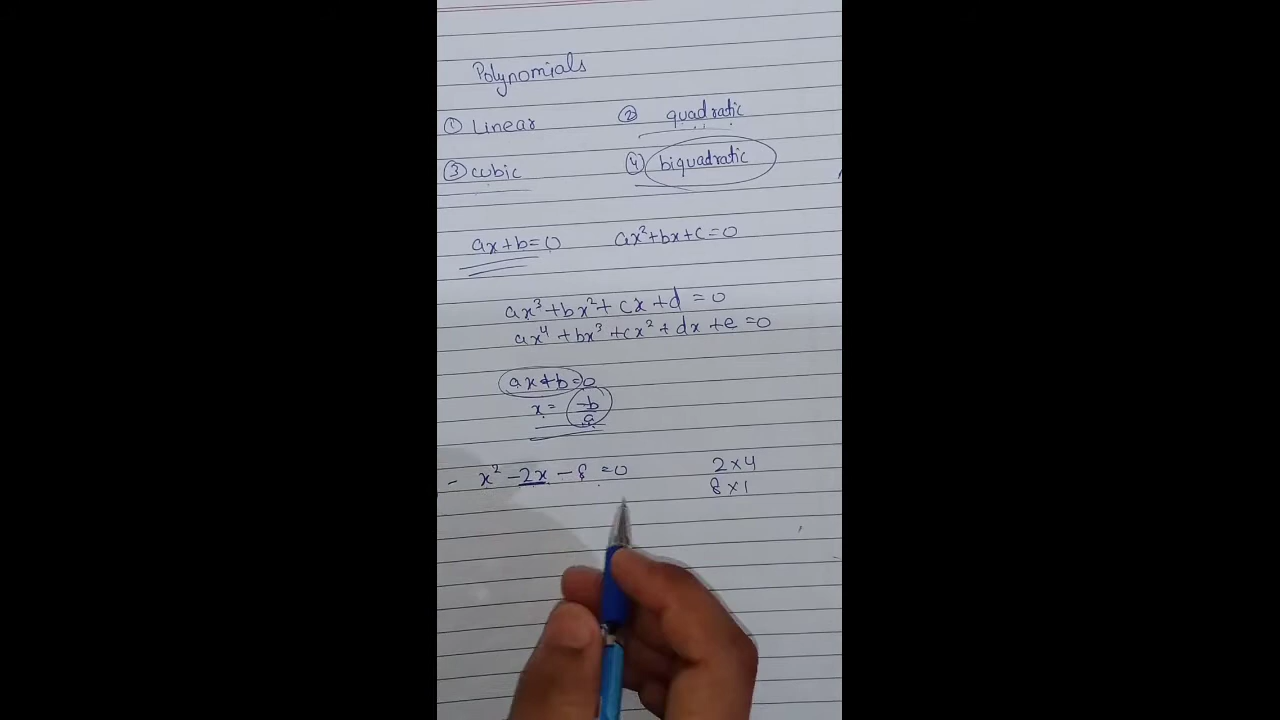 Polynomials
① Linear ② quadratic
③ cubic ④ biquadratic
ax+b=0 ax²+bx+c=0
ax³+bx²+cx+d=0
ax⁴+bx³+cx²+dx+e=0
ax+b=0
x= -b/a
- x²-2x-8=0 2×4
8×1